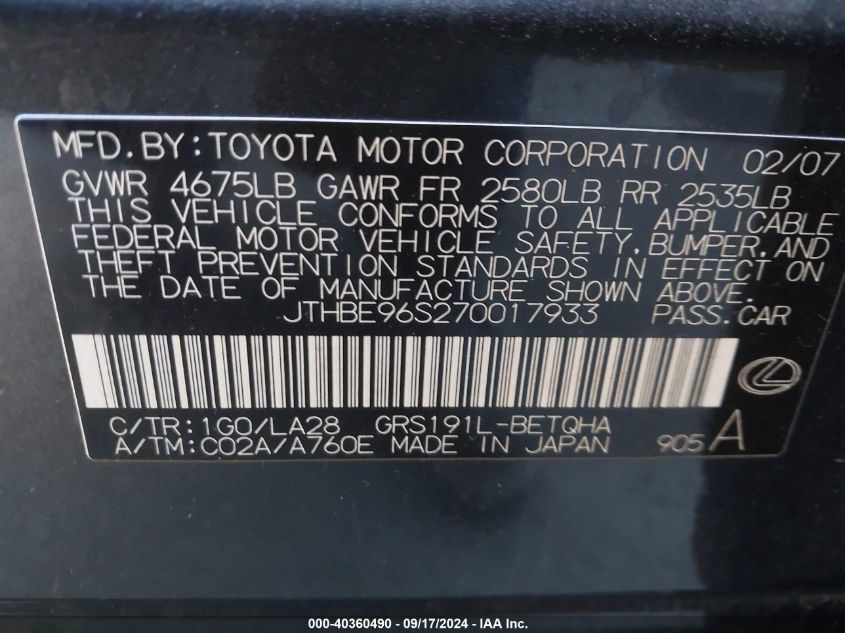 MFD.BY:TOYOTA MOTOR CORPORATION 02/07
GVWR 4675LB GAWR FR 2580LB RR 2535LB
THIS VEHICLE CONFORMS TO ALL APPLICABLE
FEDERAL MOTOR VEHICLE SAFETY,BUMPER,AND
THEFT PREVENTION STANDARDS IN EFFECT ON
THE DATE OF MANUFACTURE SHOWN ABOVE.
JTHBE96S270017933 PASS.CAR
C/TR:1G0/LA28 GRS191L-BETQHA
A/TM:C02A/A760E MADE IN JAPAN 905 A
000-40360490 - 09/17/2024 - IAA Inc.